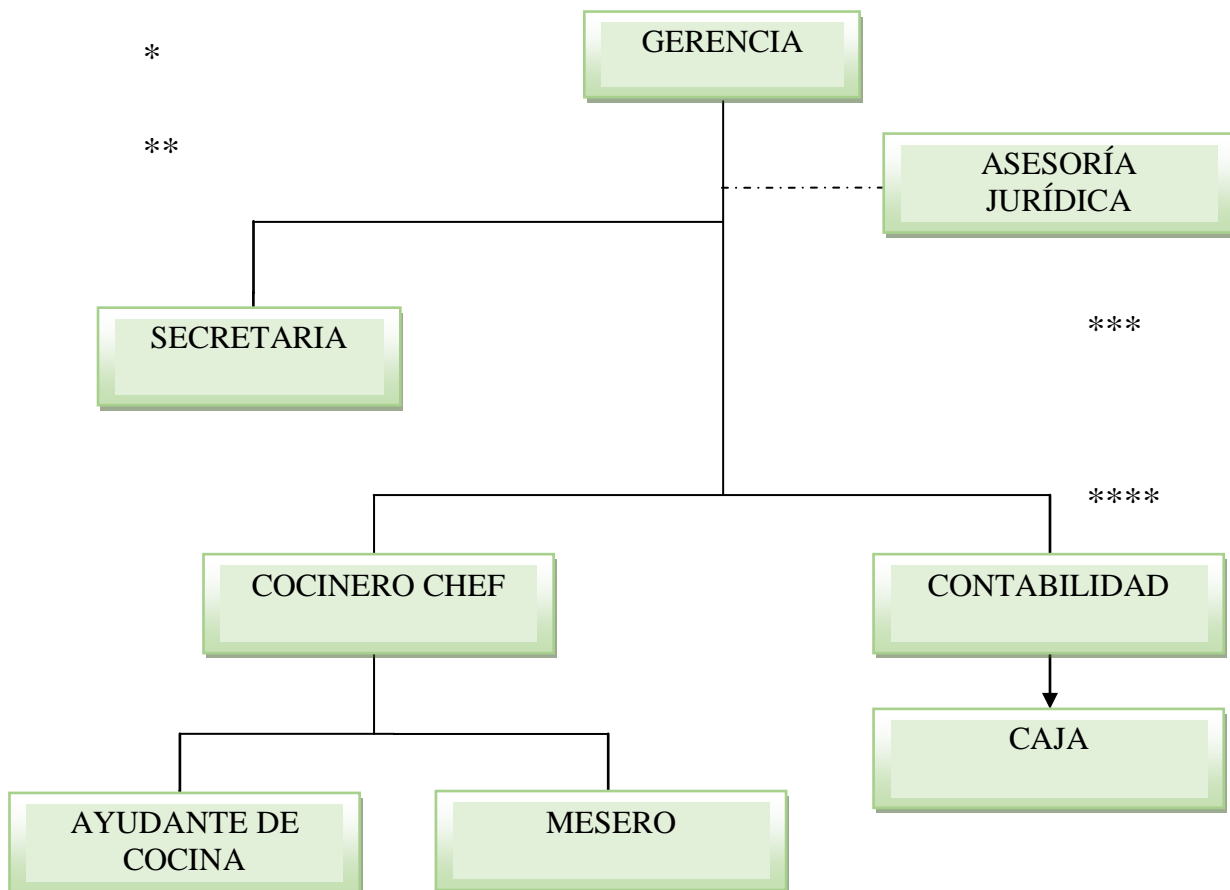 GERENCIA
*
**
ASESORÍA
JURÍDICA
SECRETARIA
***
****
COCINERO CHEF
CONTABILIDAD
CAJA
AYUDANTE DE
COCINA
MESERO